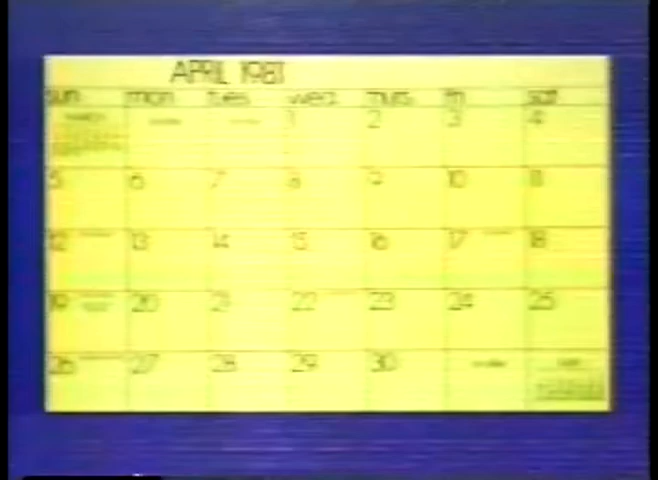 APRIL 1981
sun mon tues wed thurs fri sat
1 2 3 4
5 6 7 8 9 10 11
12 13 14 15 16 17 18
19 20 21 22 23 24 25
26 27 28 29 30